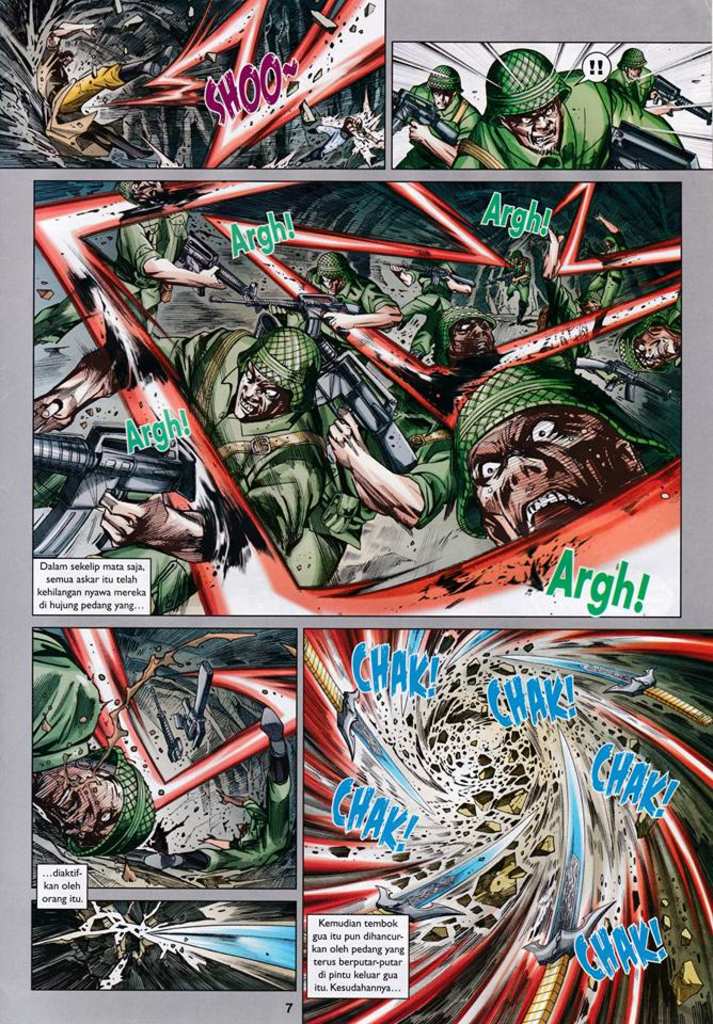 SHOO~
!!
Argh!
Argh!
Argh!
Argh!
Dalam sekelip mata saja,
semua askar itu telah
kehilangan nyawa mereka
di hujung pedang yang...
...diaktif-
kan oleh
orang itu.
CHAK!
CHAK!
CHAK!
CHAK!
CHAK!
Kemudian tembok
gua itu pun dihancur-
kan oleh pedang yang
terus berputar-putar
di pintu keluar gua
itu. Kesudahannya...
7